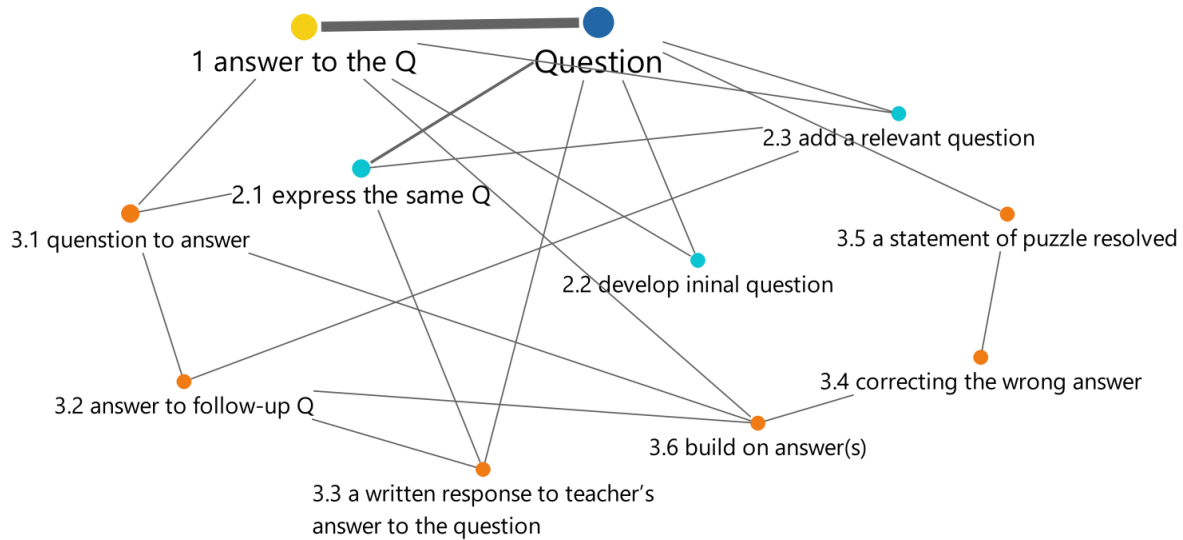 1 answer to the Q
Question
2.3 add a relevant question
2.1 express the same Q
3.1 quenstion to answer
3.5 a statement of puzzle resolved
2.2 develop ininal question
3.4 correcting the wrong answer
3.2 answer to follow-up Q
3.6 build on answer(s)
3.3 a written response to teacher’s
answer to the question